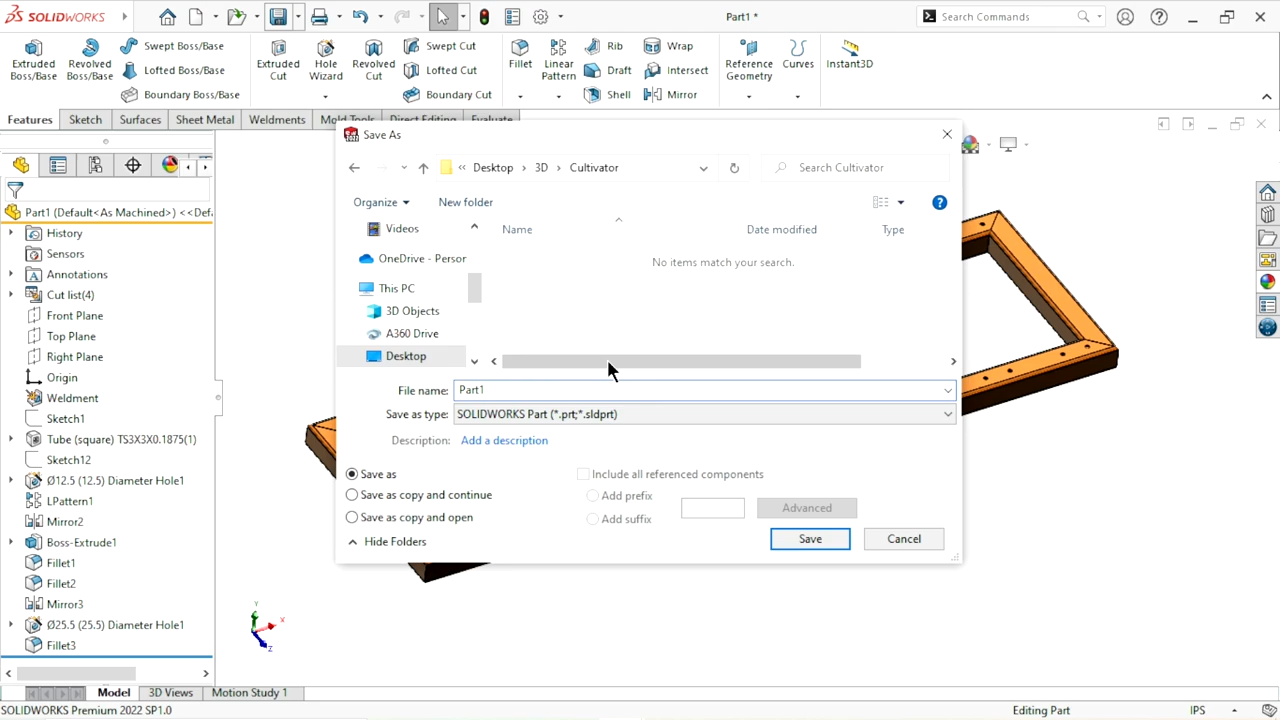 SOLIDWORKS
Part1 *
Search Commands
Extruded Boss/Base
Revolved Boss/Base
Swept Boss/Base
Lofted Boss/Base
Boundary Boss/Base
Extruded Cut
Hole Wizard
Revolved Cut
Swept Cut
Lofted Cut
Boundary Cut
Fillet
Linear Pattern
Rib
Draft
Shell
Wrap
Intersect
Mirror
Reference Geometry
Curves
Instant3D
Features
Sketch
Surfaces
Sheet Metal
Weldments
Mold Tools
Direct Editing
Evaluate
Part1 (Default<As Machined>) <<Def
History
Sensors
Annotations
Cut list(4)
Front Plane
Top Plane
Right Plane
Origin
Weldment
Sketch1
Tube (square) TS3X3X0.1875(1)
Sketch12
Ø12.5 (12.5) Diameter Hole1
LPattern1
Mirror2
Boss-Extrude1
Fillet1
Fillet2
Mirror3
Ø25.5 (25.5) Diameter Hole1
Fillet3
Save As
« Desktop › 3D › Cultivator
Search Cultivator
Organize
New folder
Videos
OneDrive - Persor
This PC
3D Objects
A360 Drive
Desktop
Name
Date modified
Type
No items match your search.
File name: Part1
Save as type: SOLIDWORKS Part (*.prt;*.sldprt)
Description: Add a description
Save as
Save as copy and continue
Save as copy and open
Include all referenced components
Add prefix
Add suffix
Advanced
Hide Folders
Save
Cancel
Y
X
Z
Model
3D Views
Motion Study 1
SOLIDWORKS Premium 2022 SP1.0
Editing Part
IPS